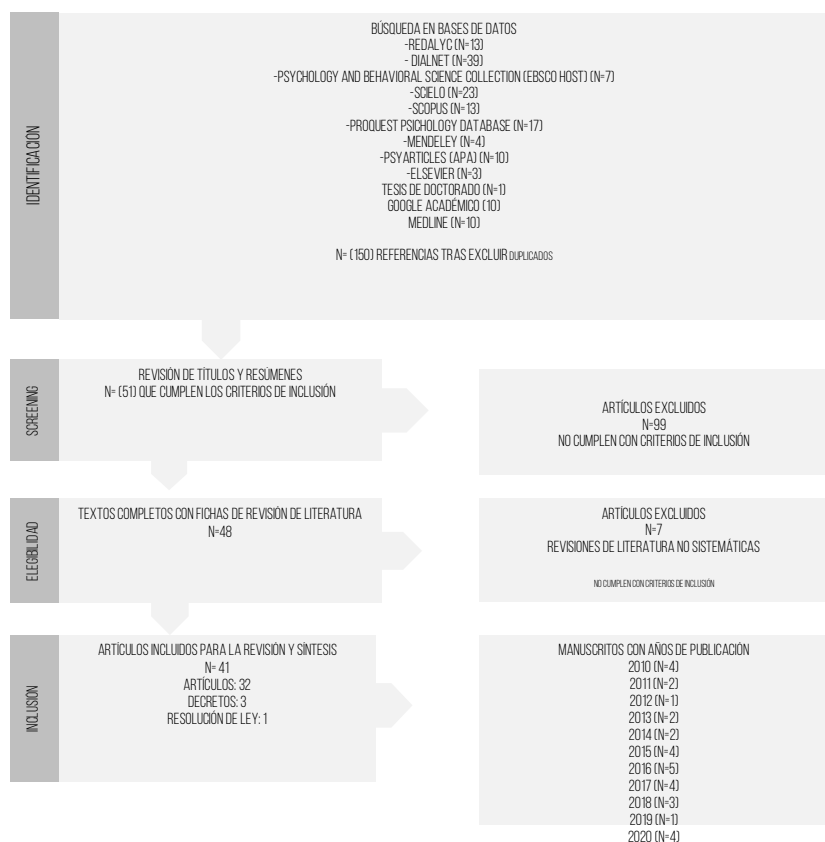 IDENTIFICACIÓN
BÚSQUEDA EN BASES DE DATOS
-REDALYC (N=13)
- DIALNET (N=39)
-PSYCHOLOGY AND BEHAVIORAL SCIENCE COLLECTION (EBSCO HOST) (N=7)
-SCIELO (N=23)
-SCOPUS (N=13)
-PROQUEST PSICHOLOGY DATABASE (N=17)
-MENDELEY (N=4)
-PSYARTICLES (APA) (N=10)
-ELSEVIER (N=3)
TESIS DE DOCTORADO (N=1)
GOOGLE ACADÉMICO (10)
MEDLINE (N=10)
N= (150) REFERENCIAS TRAS EXCLUIR DUPLICADOS
SCREENING
REVISIÓN DE TÍTULOS Y RESÚMENES
N= (51) QUE CUMPLEN LOS CRITERIOS DE INCLUSIÓN
ARTÍCULOS EXCLUIDOS
N=99
NO CUMPLEN CON CRITERIOS DE INCLUSIÓN
ELEGIBILIDAD
TEXTOS COMPLETOS CON FICHAS DE REVISIÓN DE LITERATURA
N=48
ARTÍCULOS EXCLUIDOS
N=7
REVISIONES DE LITERATURA NO SISTEMÁTICAS
NO CUMPLEN CON CRITERIOS DE INCLUSIÓN
INCLUSIÓN
ARTÍCULOS INCLUIDOS PARA LA REVISIÓN Y SÍNTESIS
N= 41
ARTÍCULOS: 32
DECRETOS: 3
RESOLUCIÓN DE LEY: 1
MANUSCRITOS CON AÑOS DE PUBLICACIÓN
2010 (N=4)
2011 (N=2)
2012 (N=1)
2013 (N=2)
2014 (N=2)
2015 (N=4)
2016 (N=5)
2017 (N=4)
2018 (N=3)
2019 (N=1)
2020 (N=4)